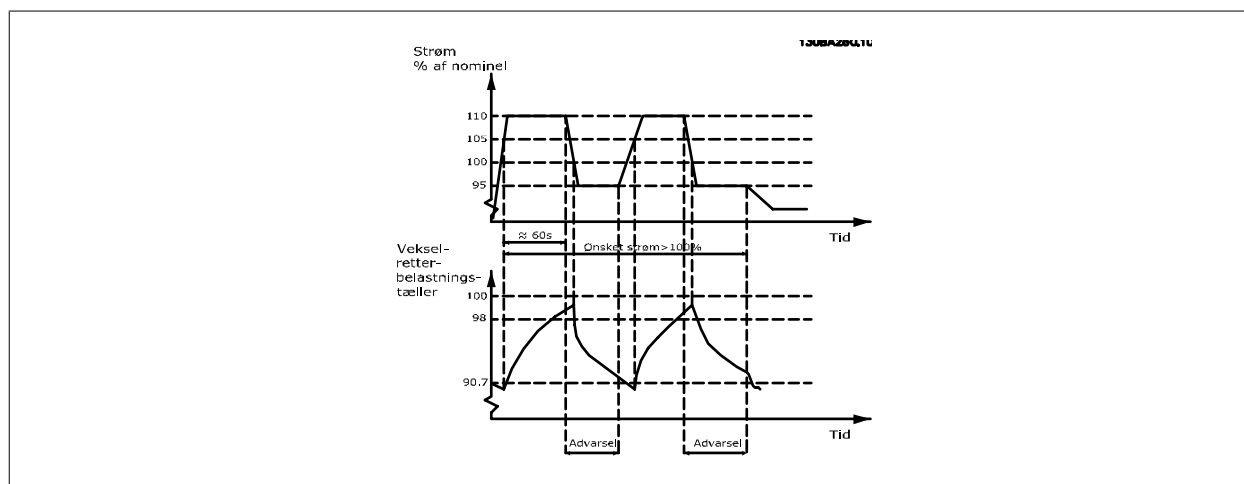 Strøm
% af nominel
110
105
100
95
Tid
≈ 60s
Ønsket strøm>100%
Veksel-
retter-
belastnings-
tæller
100
98
90.7
Tid
Advarsel
Advarsel